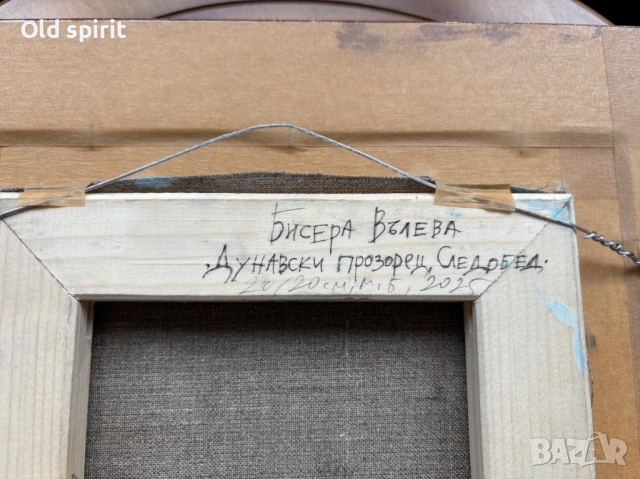 Old spirit
Бисера Вълева
.Дунавски прозорец, Следобед.
20/20см, м.б, 2025
BAZAR